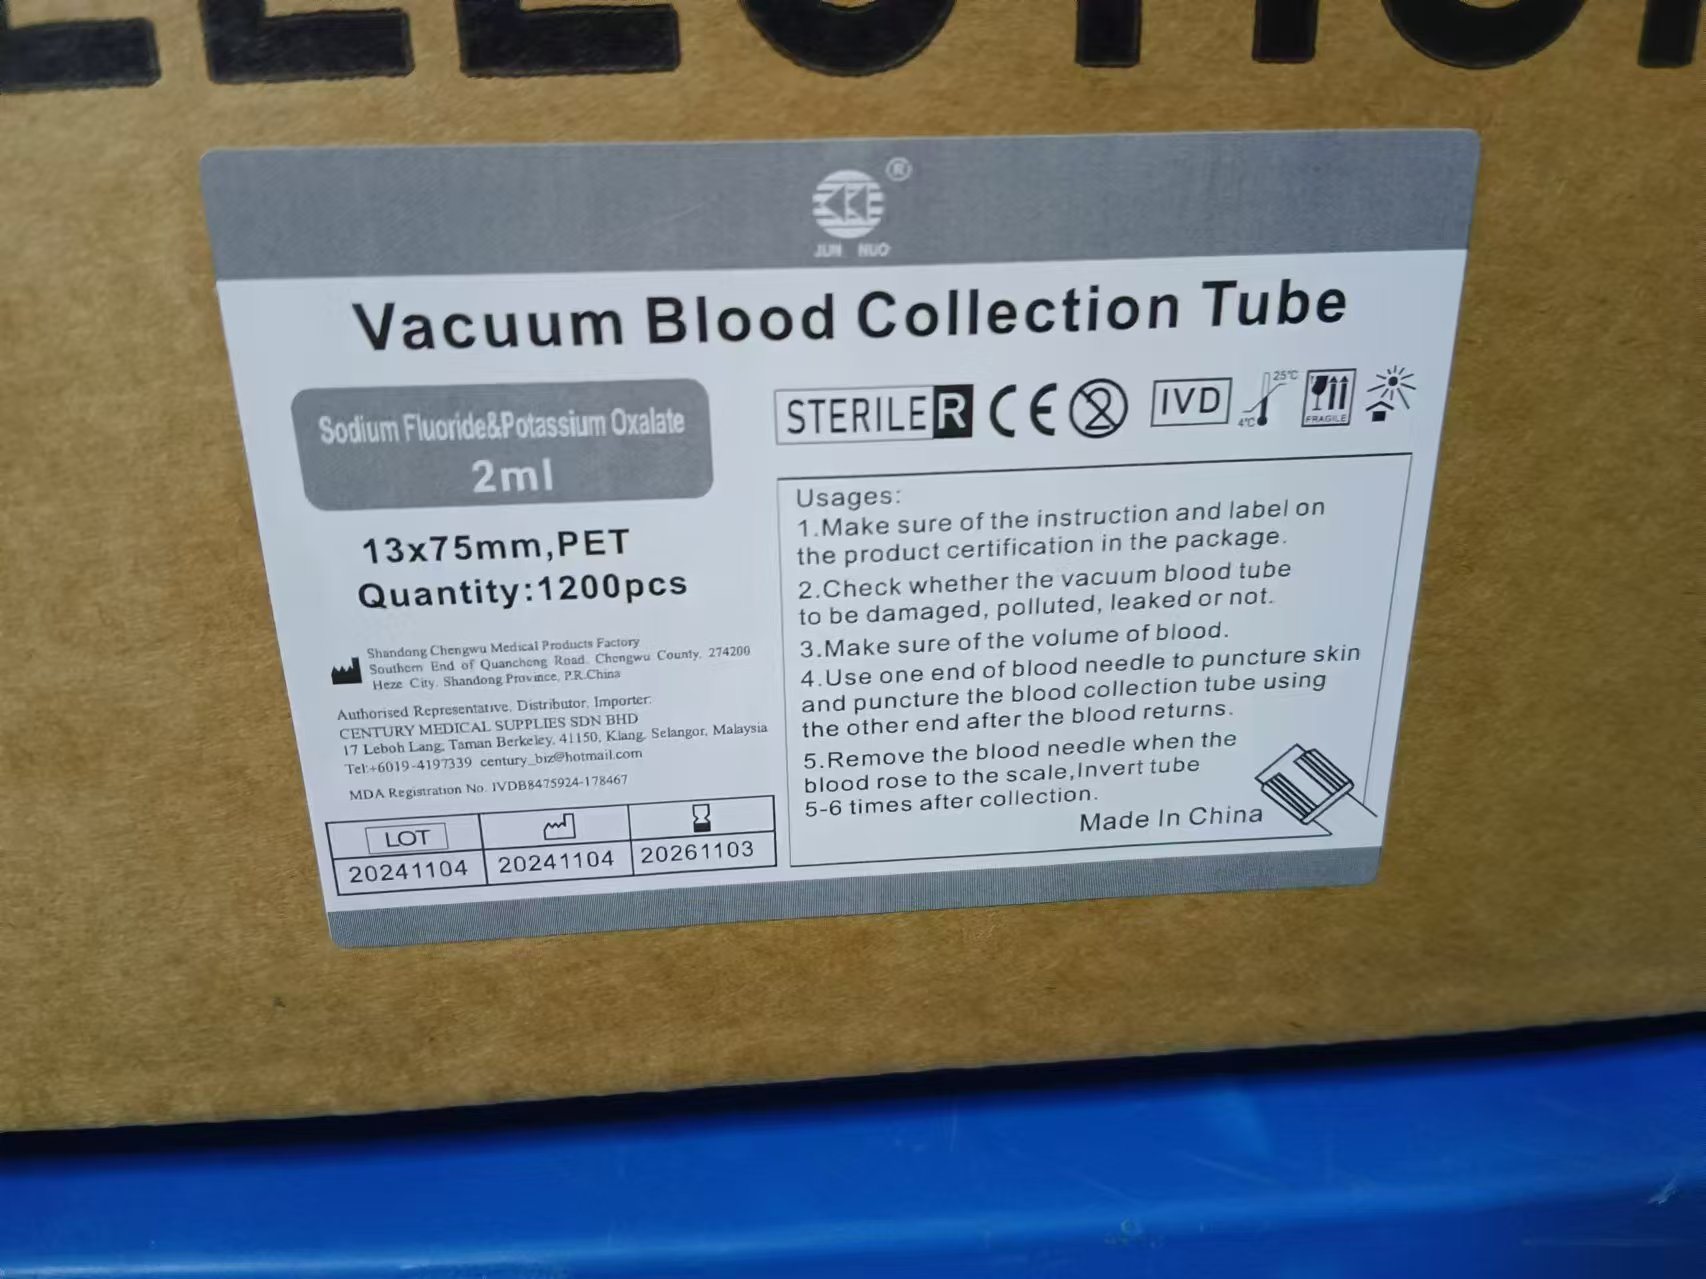 JUN NUO
®
Vacuum Blood Collection Tube
Sodium Fluoride&Potassium Oxalate
2ml
13x75mm,PET
Quantity:1200pcs
Shandong Chengwu Medical Products Factory
Southern End of Quancheng Road, Chengwu County, 274200
Heze City, Shandong Province, P.R.China
Authorised Representative, Distributor, Importer:
CENTURY MEDICAL SUPPLIES SDN BHD
17 Leboh Lang, Taman Berkeley, 41150, Klang, Selangor, Malaysia
Tel:+6019-4197339 century_biz@hotmail.com
MDA Registration No. IVDB8475924-178467
LOT
20241104 20241104 20261103
STERILE R CE 2 IVD 4℃ 25℃ FRAGILE
Usages:
1.Make sure of the instruction and label on
the product certification in the package.
2.Check whether the vacuum blood tube
to be damaged, polluted, leaked or not.
3.Make sure of the volume of blood.
4.Use one end of blood needle to puncture skin
and puncture the blood collection tube using
the other end after the blood returns.
5.Remove the blood needle when the
blood rose to the scale,Invert tube
5-6 times after collection.
Made In China